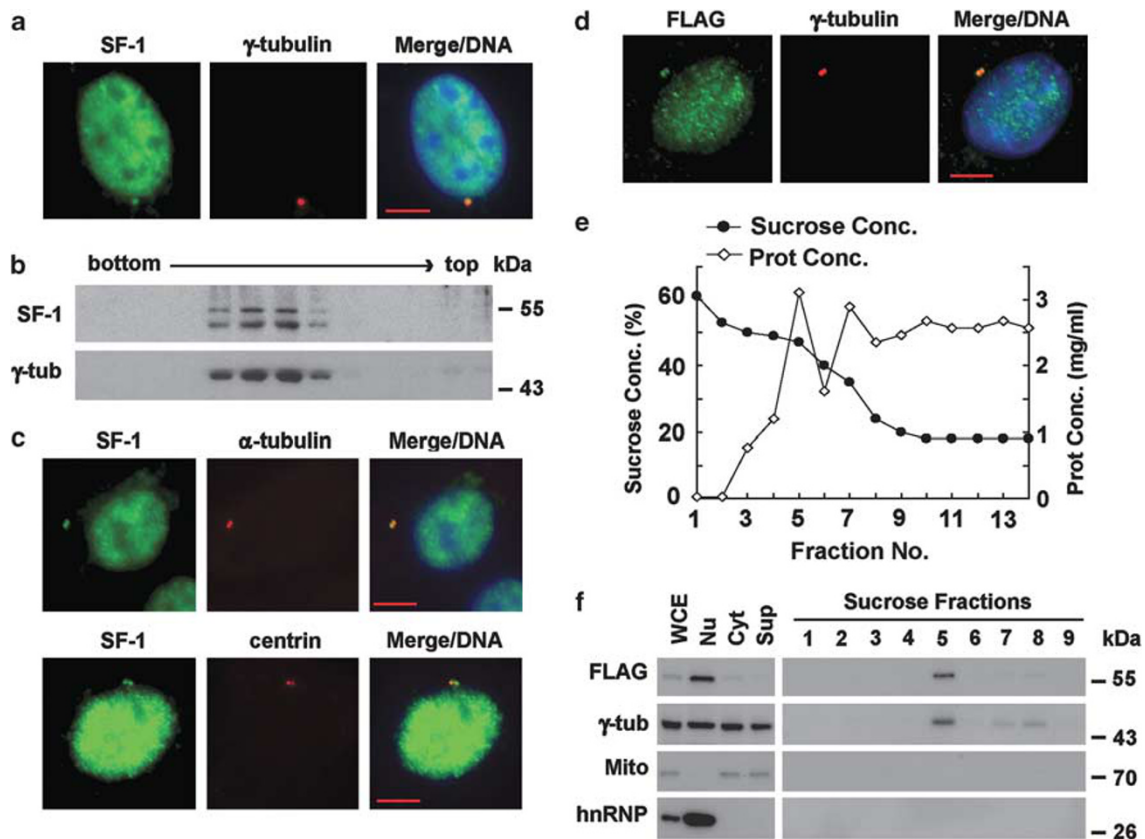 a
SF-1 γ-tubulin Merge/DNA
b
bottom top kDa
SF-1
55
γ-tub
43
c
SF-1 α-tubulin Merge/DNA
SF-1 centrin Merge/DNA
d
FLAG γ-tubulin Merge/DNA
e
Sucrose Conc.
Prot Conc.
Sucrose Conc. (%)
60
40
20
0
3
2
1
0
Prot Conc. (mg/ml)
1 3 5 7 9 11 13
Fraction No.
f
WCE Nu Cyt Sup
Sucrose Fractions
1 2 3 4 5 6 7 8 9 kDa
FLAG
55
γ-tub
43
Mito
70
hnRNP
26